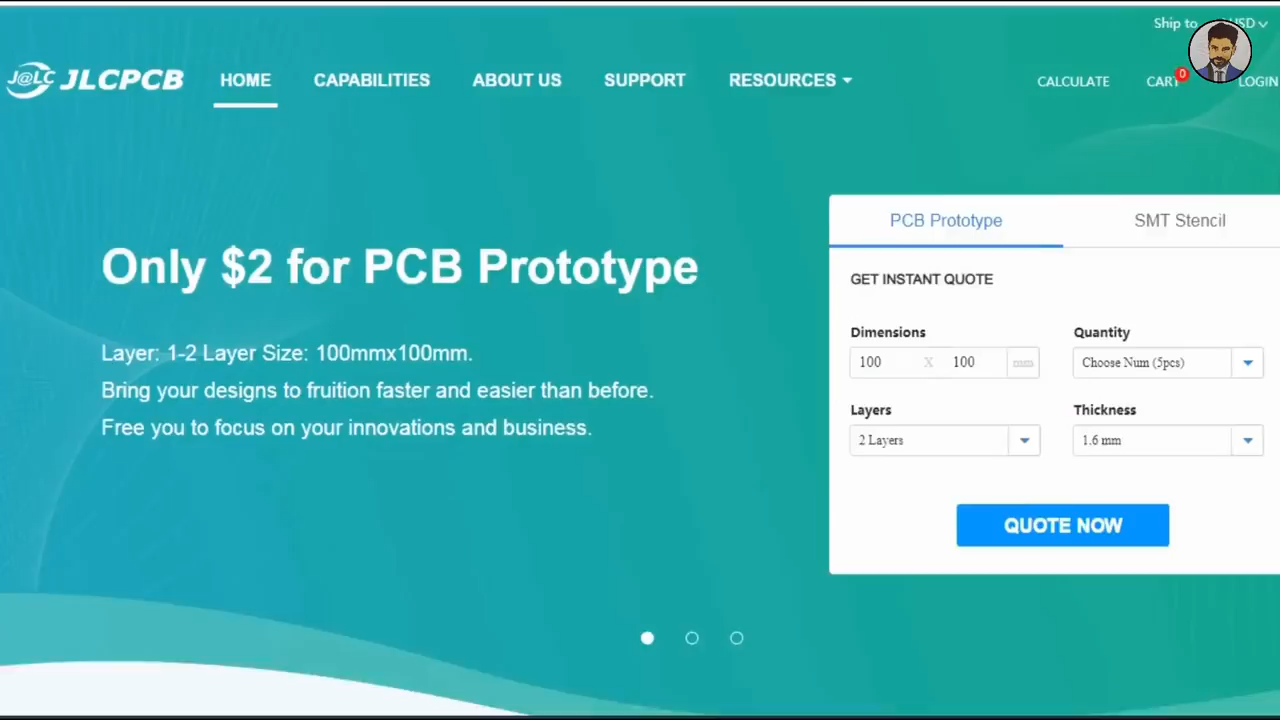 Ship to USD
J@LC JLCPCB HOME CAPABILITIES ABOUT US SUPPORT RESOURCES CALCULATE CART 0 LOGIN
PCB Prototype SMT Stencil
Only $2 for PCB Prototype
GET INSTANT QUOTE
Dimensions Quantity
Layer: 1-2 Layer Size: 100mmx100mm.
100 X 100 mm Choose Num (5pcs)
Bring your designs to fruition faster and easier than before.
Layers Thickness
Free you to focus on your innovations and business.
2 Layers 1.6 mm
QUOTE NOW